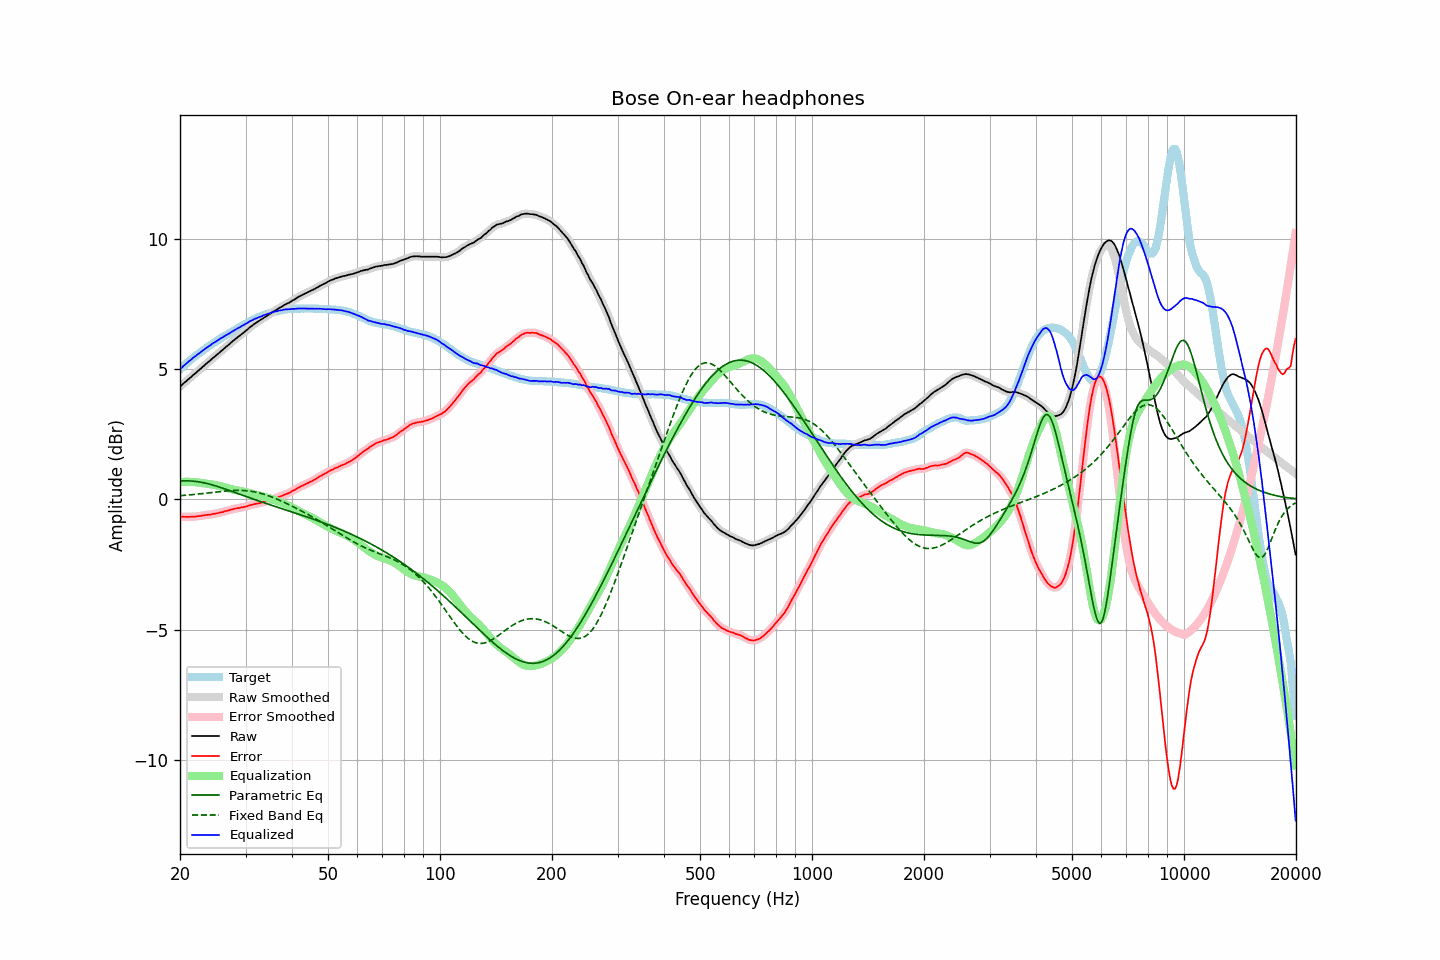 Bose On-ear headphones
Amplitude (dBr)
10
5
0
−5
−10
Target
Raw Smoothed
Error Smoothed
Raw
Error
Equalization
Parametric Eq
Fixed Band Eq
Equalized
20 50 100 200 500 1000 2000 5000 10000 20000
Frequency (Hz)